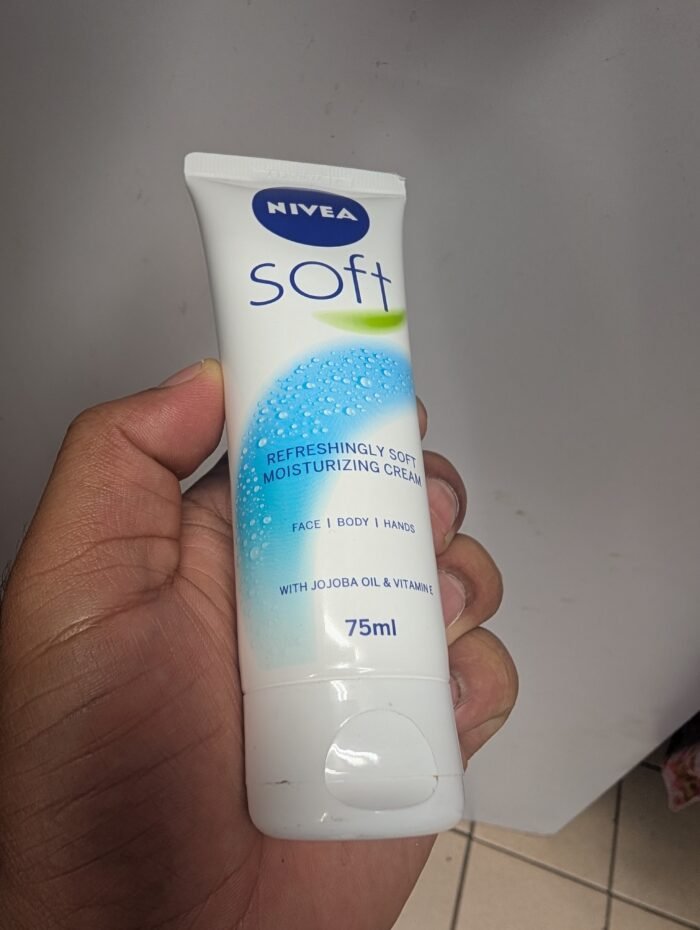 NIVEA
soft
REFRESHINGLY SOFT
MOISTURIZING CREAM
FACE | BODY | HANDS
WITH JOJOBA OIL & VITAMIN E
75ml